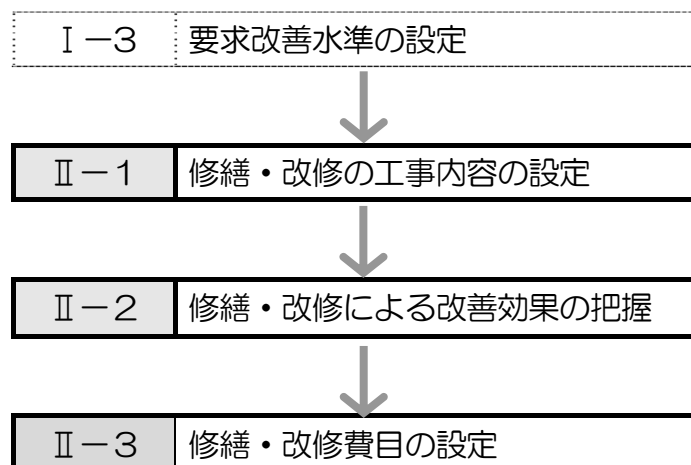 Ⅰ－3 要求改善水準の設定
Ⅱ－1 修繕・改修の工事内容の設定
Ⅱ－2 修繕・改修による改善効果の把握
Ⅱ－3 修繕・改修費目の設定